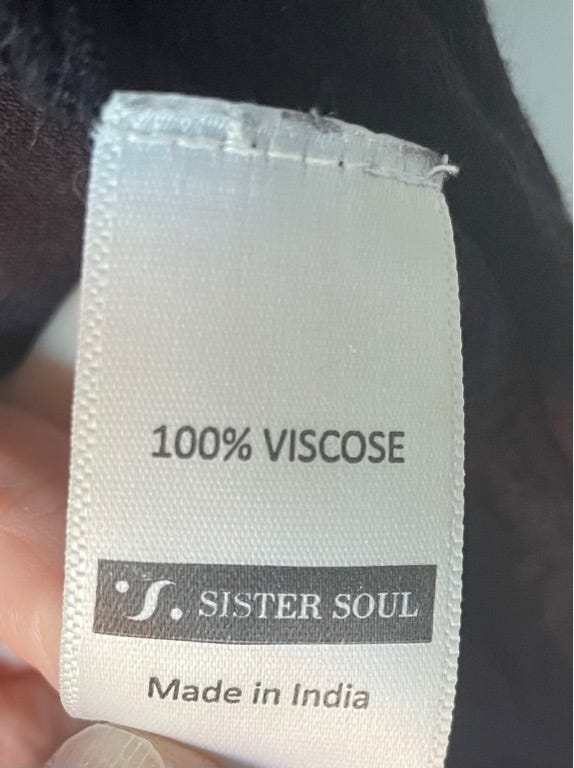 100% VISCOSE
SISTER SOUL
Made in India